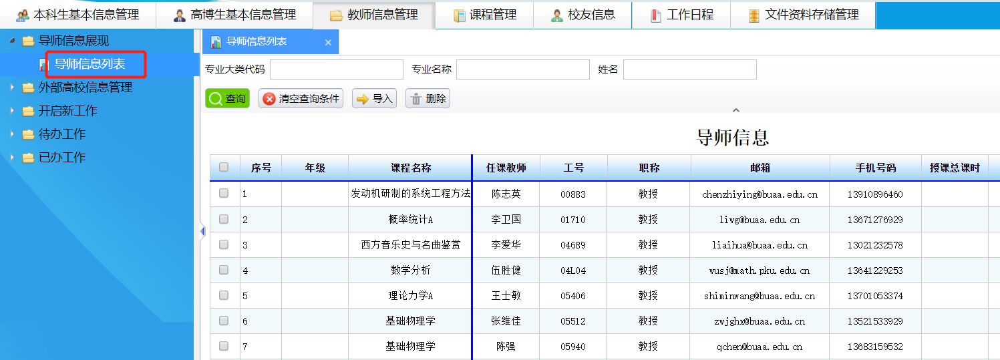 本科生基本信息管理 高博生基本信息管理 教师信息管理 课程管理 校友信息 工作日程 文件资料存储管理
导师信息展现
导师信息列表
外部高校信息管理
开启新工作
待办工作
已办工作
导师信息列表
专业大类代码 专业名称 姓名
查询 清空查询条件 导入 删除
导师信息
序号 年级 课程名称 任课教师 工号 职称 邮箱 手机号码 授课总课时
1 发动机研制的系统工程方法 陈志英 00883 教授 chenzhiying@buaa.edu.cn 13910896460
2 概率统计A 李卫国 01710 教授 liwg@buaa.edu.cn 13671276929
3 西方音乐史与名曲鉴赏 李爱华 04689 教授 liaihua@buaa.edu.cn 13021232578
4 数学分析 伍胜健 04L04 教授 wusj@math.pku.edu.cn 13641229253
5 理论力学A 王士敏 05406 教授 shiminwang@buaa.edu.cn 13701053374
6 基础物理学 张维佳 05512 教授 zwjghx@buaa.edu.cn 13521533929
7 基础物理学 陈强 05940 教授 qchen@buaa.edu.cn 13683159532